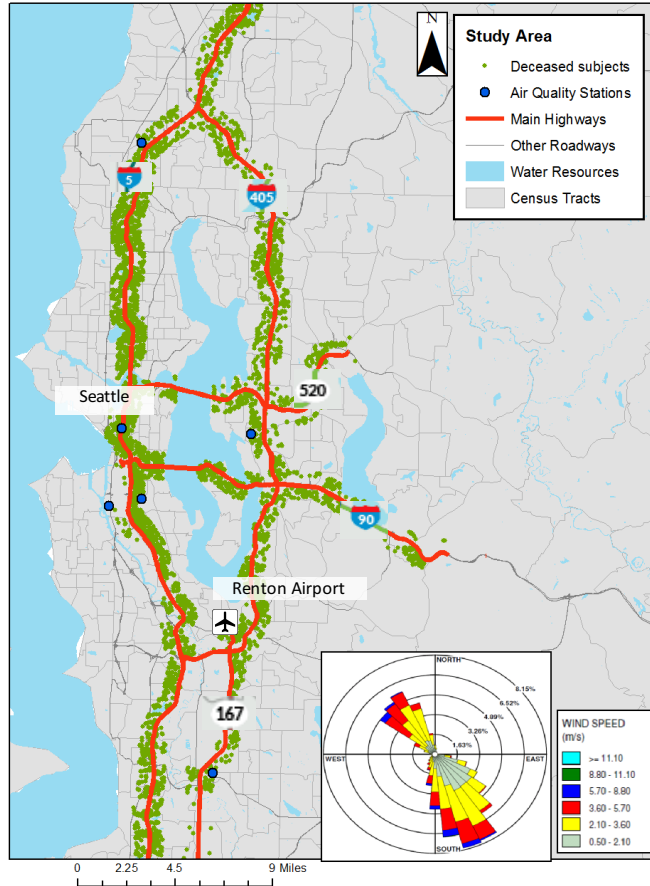 N
Study Area
Deceased subjects
Air Quality Stations
Main Highways
Other Roadways
Water Resources
Census Tracts
5
405
520
Seattle
90
Renton Airport
167
NORTH
8.15%
6.52%
4.89%
3.26%
1.63%
WEST
EAST
SOUTH
WIND SPEED
(m/s)
>= 11.10
8.80 - 11.10
5.70 - 8.80
3.60 - 5.70
2.10 - 3.60
0.50 - 2.10
0 2.25 4.5 9 Miles